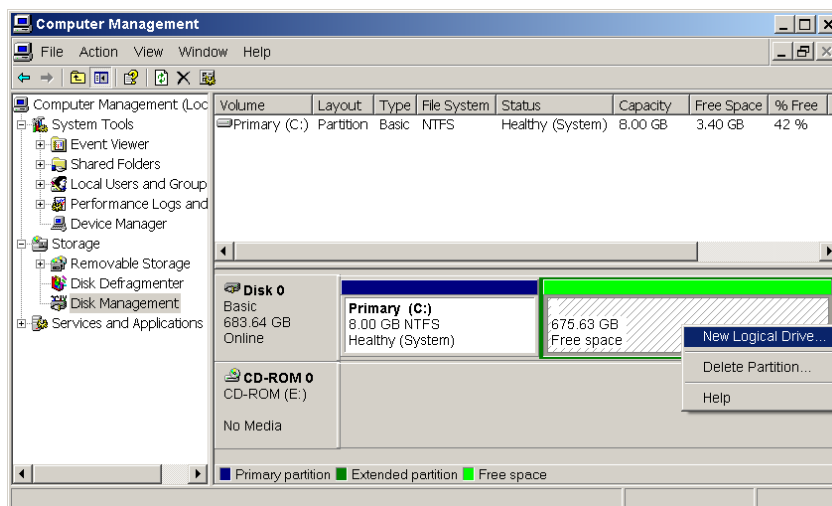 Computer Management
File Action View Window Help
Computer Management (Loc
System Tools
Event Viewer
Shared Folders
Local Users and Group
Performance Logs and
Device Manager
Storage
Removable Storage
Disk Defragmenter
Disk Management
Services and Applications
Volume Layout Type File System Status Capacity Free Space % Free
Primary (C:) Partition Basic NTFS Healthy (System) 8.00 GB 3.40 GB 42 %
Disk 0
Basic
683.64 GB
Online
Primary (C:)
8.00 GB NTFS
Healthy (System)
675.63 GB
Free space
New Logical Drive...
Delete Partition...
Help
CD-ROM 0
CD-ROM (E:)
No Media
Primary partition Extended partition Free space